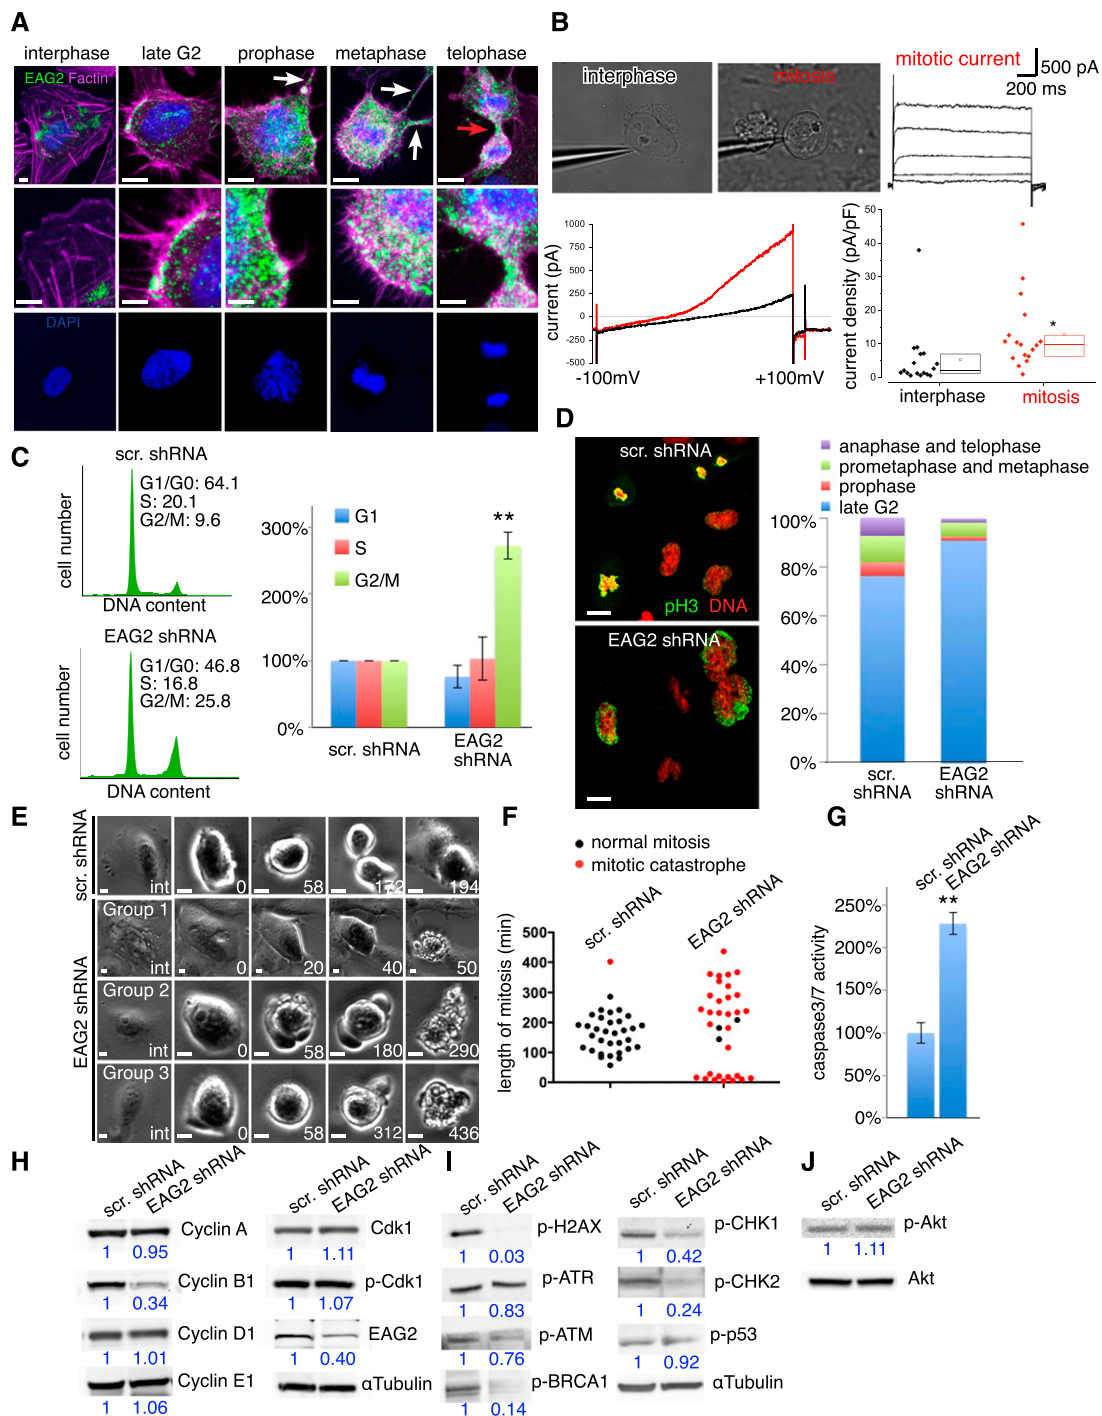 A
interphase late G2 prophase metaphase telophase
EAG2 Factin
DAPI
B
interphase
mitosis
mitotic current
500 pA
200 ms
current (pA)
1000
750
500
250
0
-250
-500
-100mV +100mV
current density (pA/pF)
50
40
30
20
10
0
*
interphase mitosis
C
scr. shRNA
cell number
G1/G0: 64.1
S: 20.1
G2/M: 9.6
DNA content
EAG2 shRNA
cell number
G1/G0: 46.8
S: 16.8
G2/M: 25.8
DNA content
300%
200%
100%
0%
G1
S
G2/M
**
scr. shRNA
EAG2 shRNA
D
scr. shRNA
pH3 DNA
EAG2 shRNA
anaphase and telophase
prometaphase and metaphase
prophase
late G2
100%
80%
60%
40%
20%
0%
scr. shRNA
EAG2 shRNA
E
scr. shRNA
int 0 58 172 194
EAG2 shRNA
Group 1
int 0 20 40 50
Group 2
int 0 58 180 290
Group 3
int 0 58 312 436
F
normal mitosis
mitotic catastrophe
scr. shRNA
EAG2 shRNA
length of mitosis (min)
500
400
300
200
100
0
G
scr. shRNA
EAG2 shRNA
**
caspase3/7 activity
250%
200%
150%
100%
50%
0%
H
scr. shRNA
EAG2 shRNA
Cyclin A
1 0.95
Cyclin B1
1 0.34
Cyclin D1
1 1.01
Cyclin E1
1 1.06
scr. shRNA
EAG2 shRNA
Cdk1
1 1.11
p-Cdk1
1 1.07
EAG2
1 0.40
αTubulin
I
scr. shRNA
EAG2 shRNA
p-H2AX
1 0.03
p-ATR
1 0.83
p-ATM
1 0.76
p-BRCA1
1 0.14
scr. shRNA
EAG2 shRNA
p-CHK1
1 0.42
p-CHK2
1 0.24
p-p53
1 0.92
αTubulin
J
scr. shRNA
EAG2 shRNA
p-Akt
1 1.11
Akt